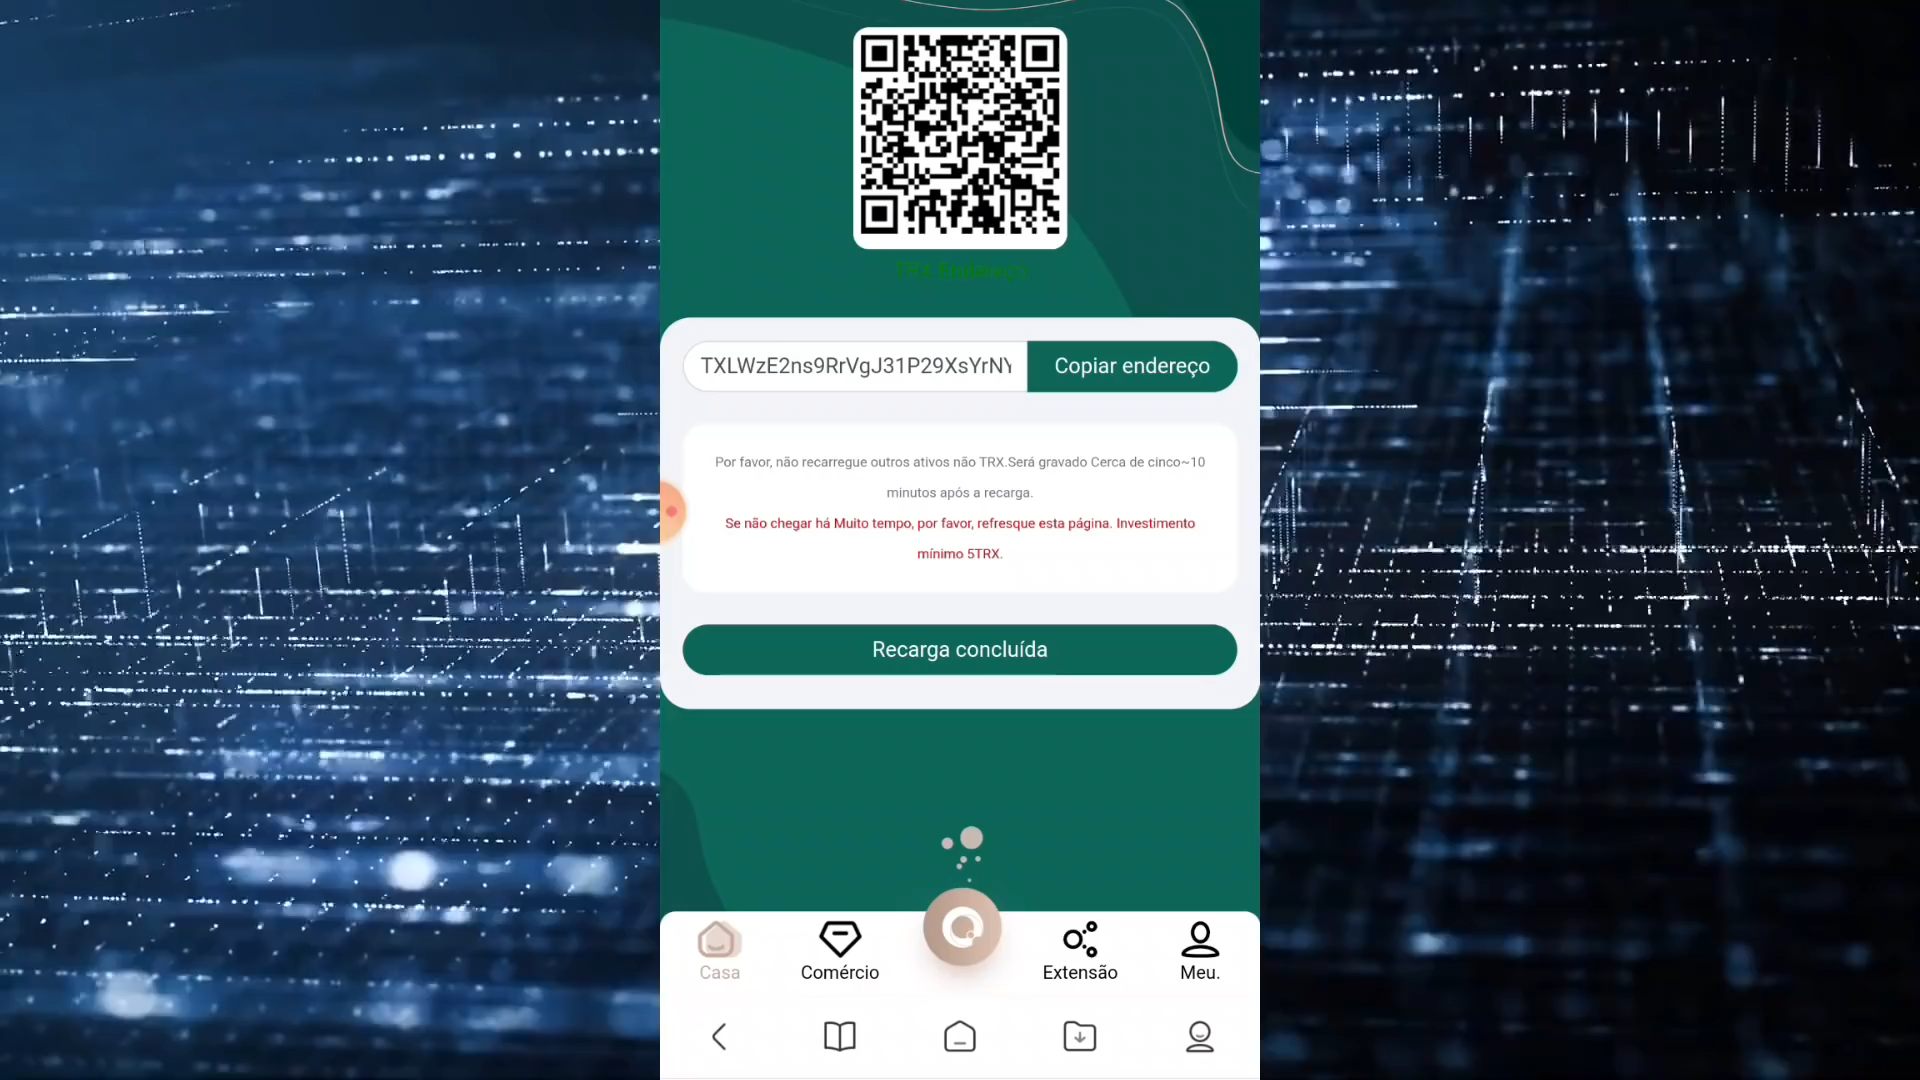 TRX Endereço
TXLWzE2ns9RrVgJ31P29XsYrNY
Copiar endereço
Por favor, não recarregue outros ativos não TRX.Será gravado Cerca de cinco~10
minutos após a recarga.
Se não chegar há Muito tempo, por favor, refresque esta página. Investimento
mínimo 5TRX.
Recarga concluída
Casa
Comércio
Extensão
Meu.